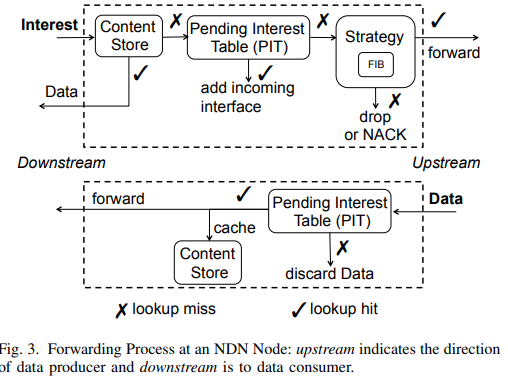 Interest
Content
Store
✗
Pending Interest
Table (PIT)
✗
Strategy
FIB
✓
forward
✓
Data
✓
add incoming
interface
✗
drop
or NACK
Downstream
Upstream
forward
✓
Pending Interest
Table (PIT)
Data
cache
Content
Store
✗
discard Data
✗ lookup miss
✓ lookup hit
Fig. 3. Forwarding Process at an NDN Node: upstream indicates the direction
of data producer and downstream is to data consumer.